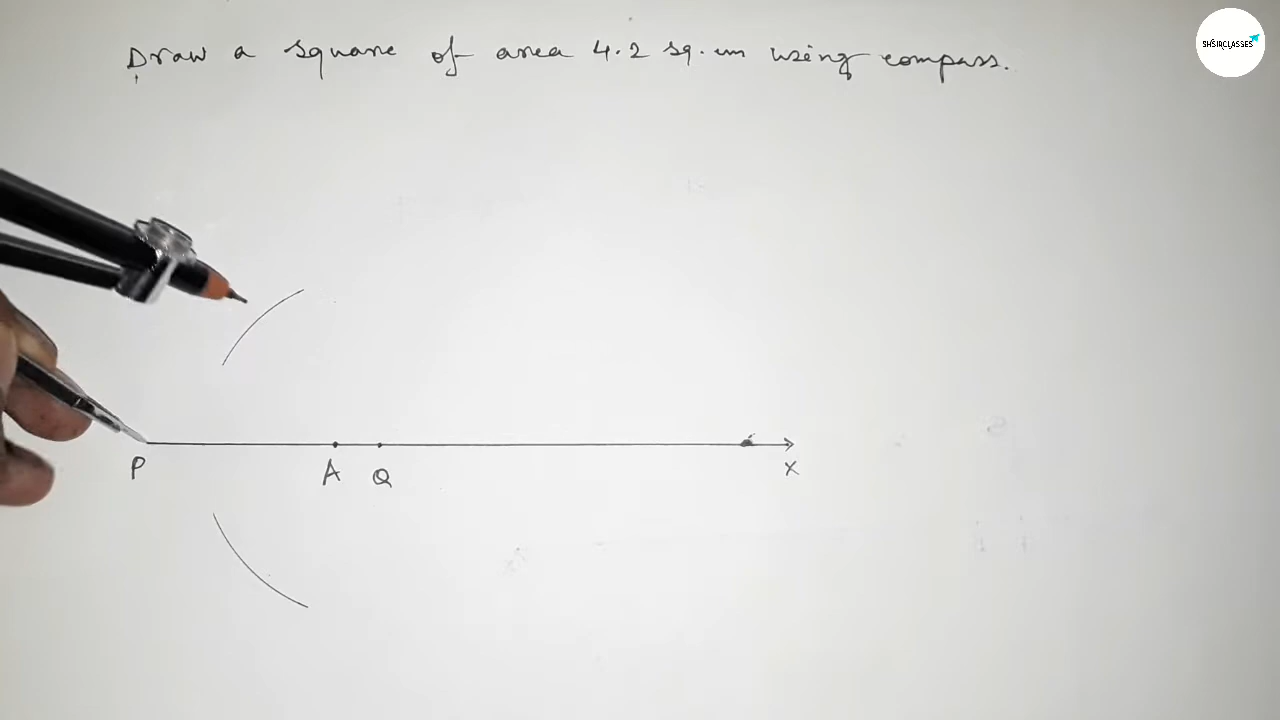 Draw a square of area 4.2 sq. cm using compass.
SHSIRCLASSES
P A Q X